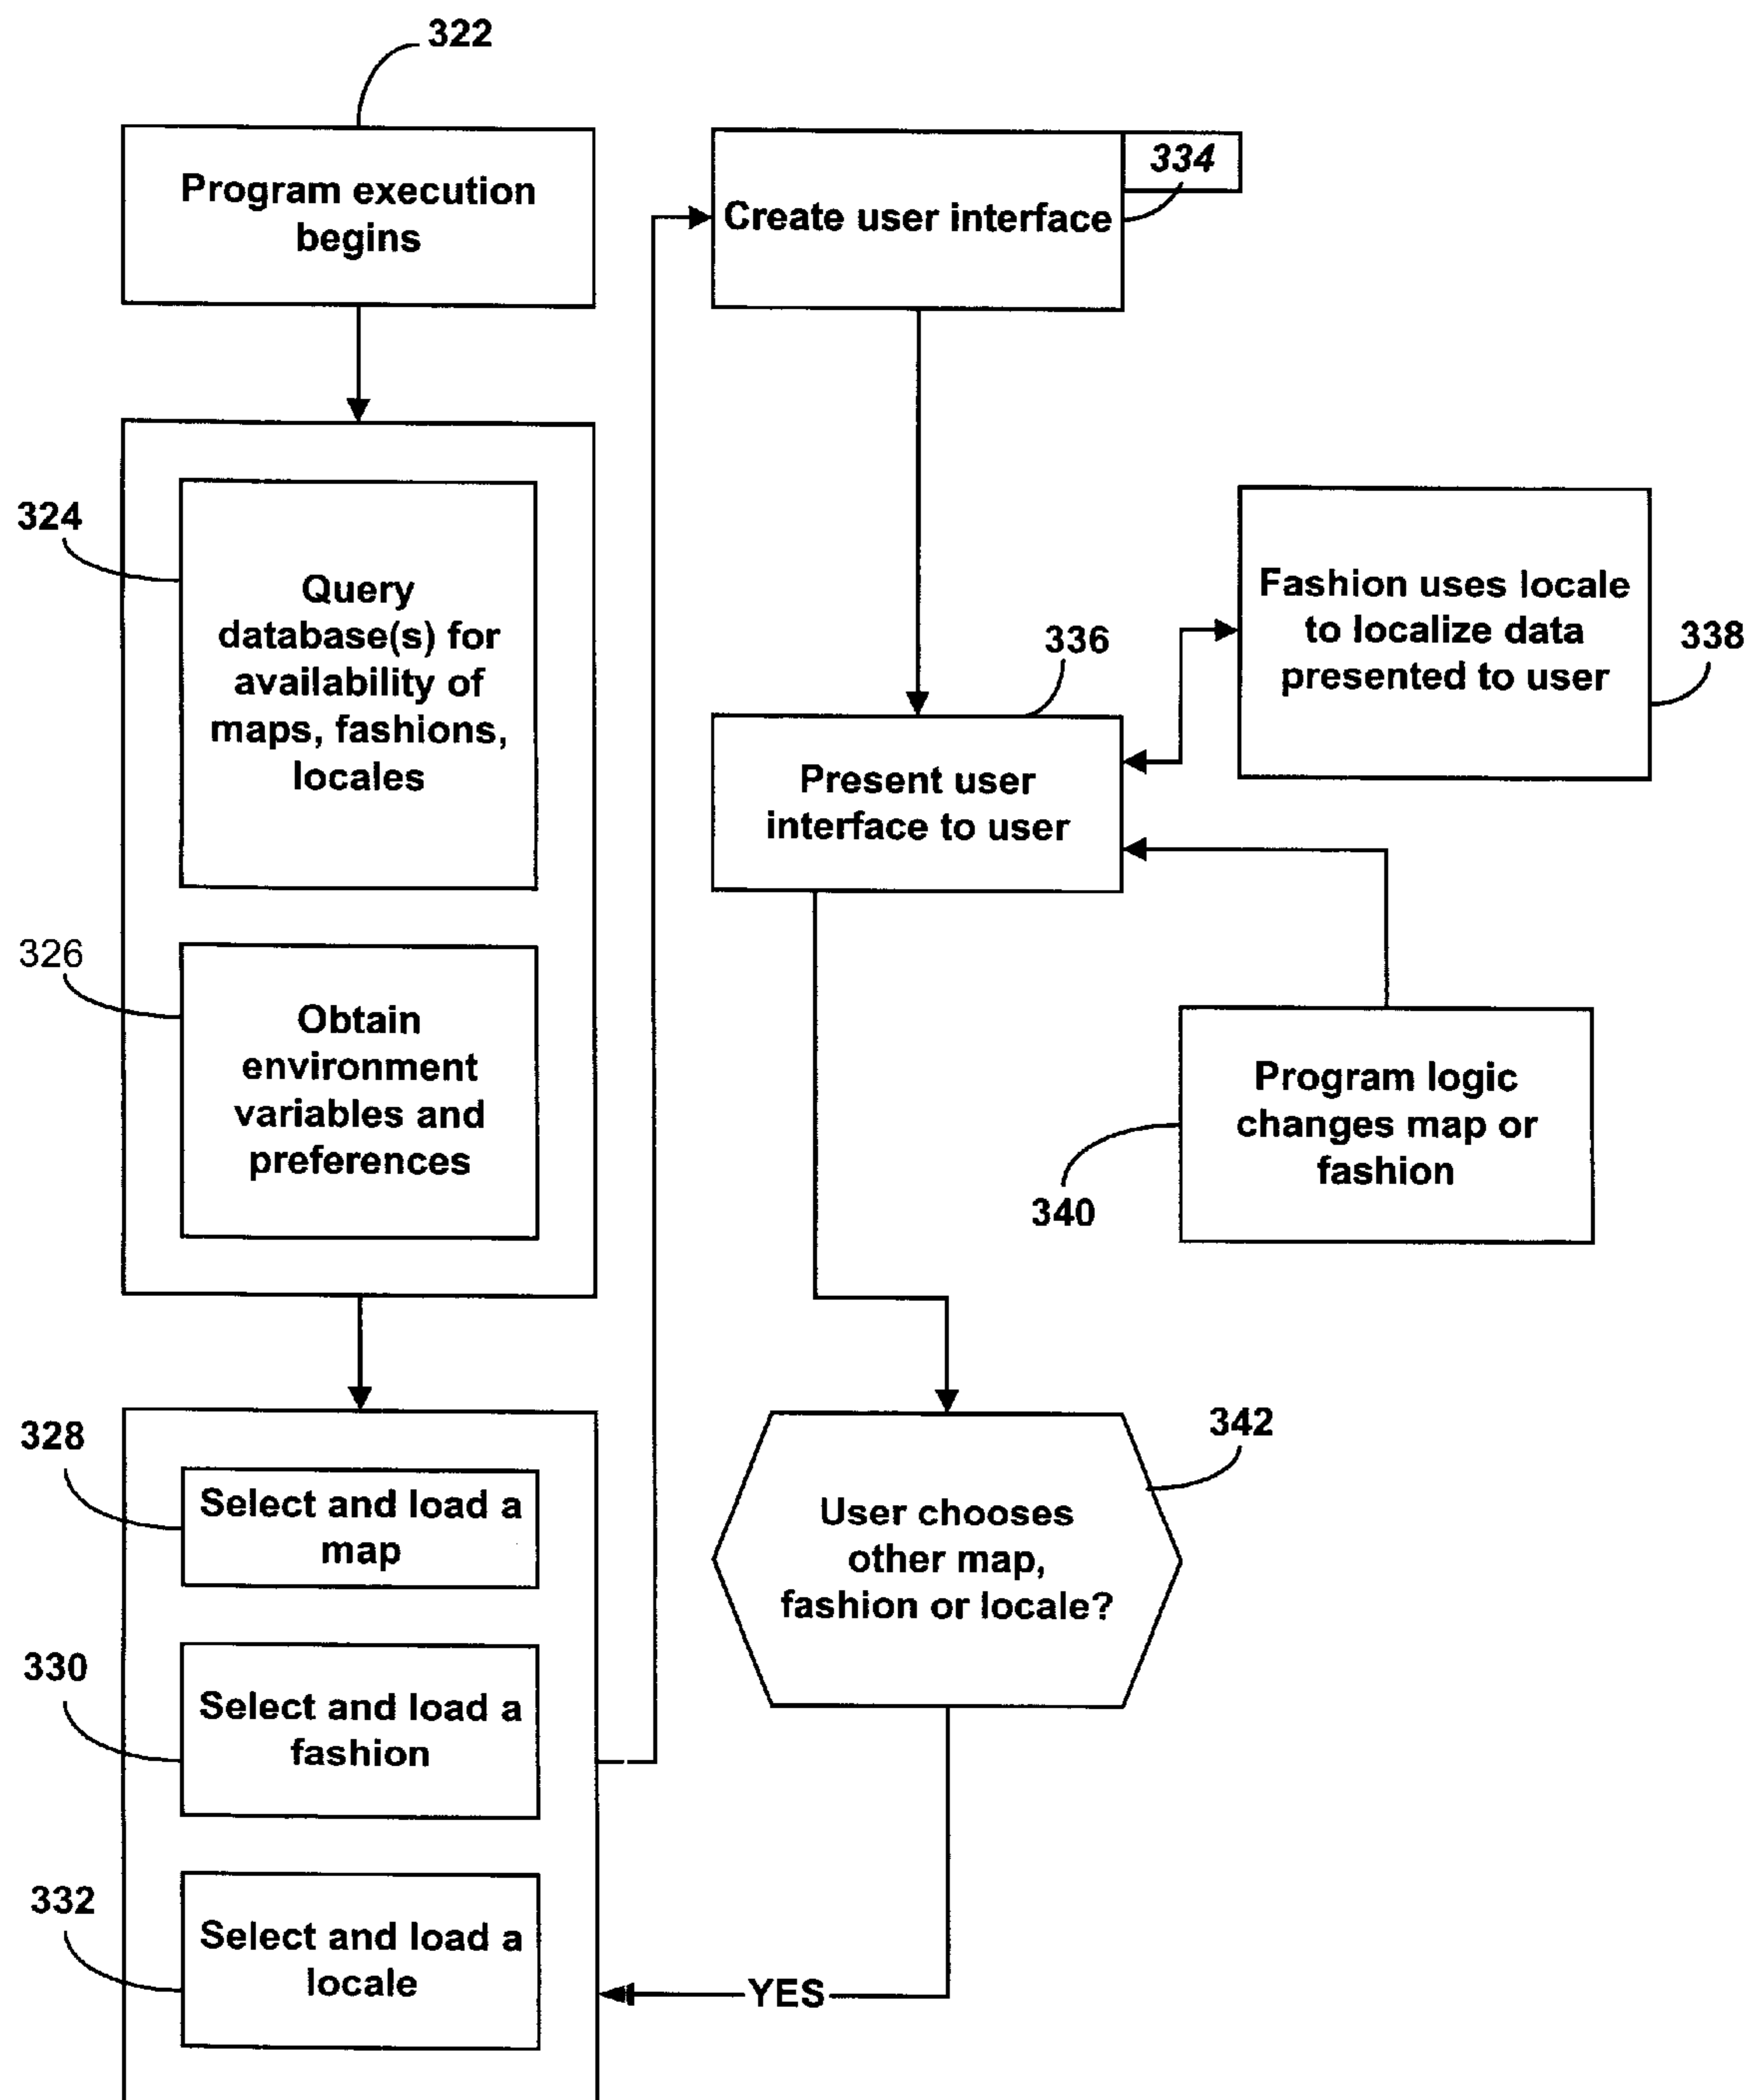 322
Program execution
begins
324
Query
database(s) for
availability of
maps, fashions,
locales
326
Obtain
environment
variables and
preferences
328
Select and load a
map
330
Select and load a
fashion
332
Select and load a
locale
334
Create user interface
336
Present user
interface to user
Fashion uses locale
to localize data
presented to user
338
Program logic
changes map or
fashion
340
342
User chooses
other map,
fashion or locale?
YES